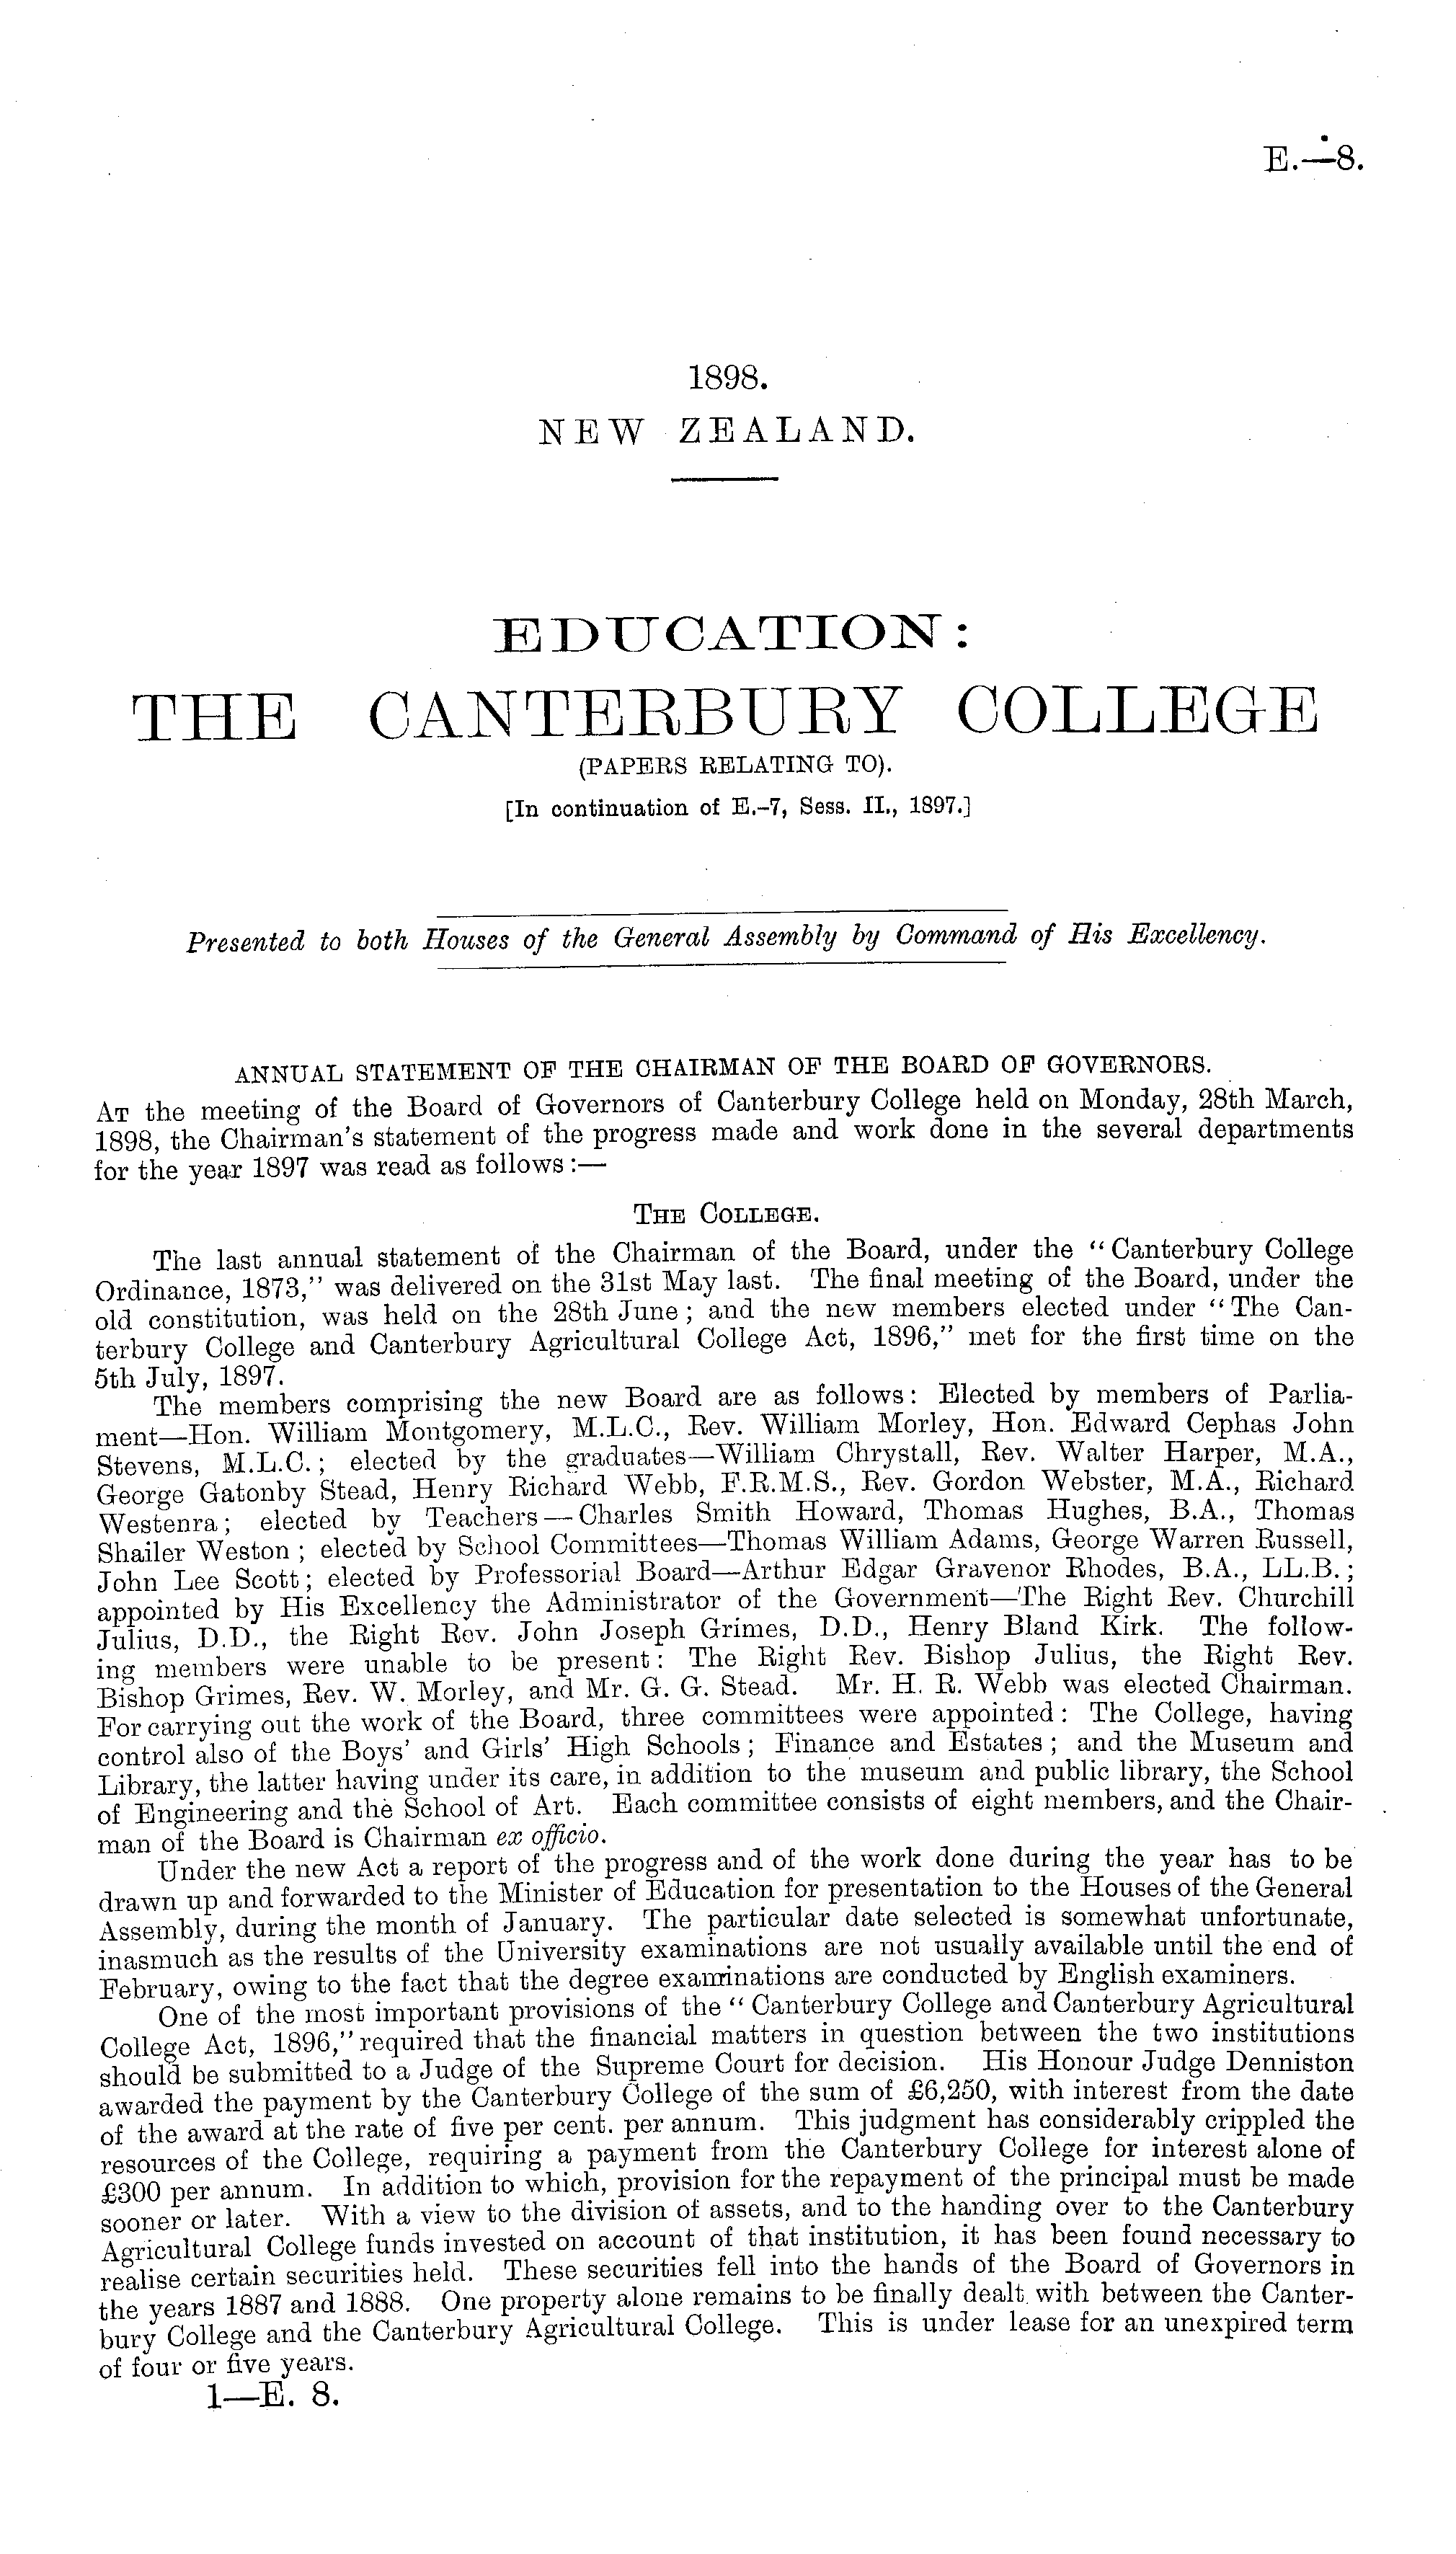 E.—8.
1898.
NEW ZEALAND.
EDUCATION:
THE CANTERBURY COLLEGE
(PAPERS RELATING TO).
[In continuation of E.-7, Sess. II., 1897.]
Presented to both Houses of the General Assembly by Command of His Excellency.
ANNUAL STATEMENT OF THE CHAIRMAN OF THE BOARD OF GOVERNORS.
AT the meeting of the Board of Governors of Canterbury College held on Monday, 28th March,
1898, the Chairman's statement of the progress made and work done in the several departments
for the year 1897 was read as follows:—
THE COLLEGE.
The last annual statement of the Chairman of the Board, under the "Canterbury College
Ordinance, 1873," was delivered on the 31st May last. The final meeting of the Board, under the
old constitution, was held on the 28th June; and the new members elected under "The Can-
terbury College and Canterbury Agricultural College Act, 1896," met for the first time on the
5th July, 1897.
The members comprising the new Board are as follows: Elected by members of Parlia-
ment—Hon. William Montgomery, M.L.C., Rev. William Morley, Hon. Edward Cephas John
Stevens, M.L.C.; elected by the graduates—William Chrystall, Rev. Walter Harper, M.A.,
George Gatonby Stead, Henry Richard Webb, F.R.M.S., Rev. Gordon Webster, M.A., Richard
Westenra; elected by Teachers—Charles Smith Howard, Thomas Hughes, B.A., Thomas
Shailer Weston; elected by School Committees—Thomas William Adams, George Warren Russell,
John Lee Scott; elected by Professorial Board—Arthur Edgar Gravenor Rhodes, B.A., LL.B.;
appointed by His Excellency the Administrator of the Government—The Right Rev. Churchill
Julius, D.D., the Right Rev. John Joseph Grimes, D.D., Henry Bland Kirk. The follow-
ing members were unable to be present: The Right Rev. Bishop Julius, the Right Rev.
Bishop Grimes, Rev. W. Morley, and Mr. G. G. Stead. Mr. H. R. Webb was elected Chairman.
For carrying out the work of the Board, three committees were appointed: The College, having
control also of the Boys' and Girls' High Schools; Finance and Estates; and the Museum and
Library, the latter having under its care, in addition to the museum and public library, the School
of Engineering and the School of Art. Each committee consists of eight members, and the Chair-
man of the Board is Chairman ex officio.
Under the new Act a report of the progress and of the work done during the year has to be
drawn up and forwarded to the Minister of Education for presentation to the Houses of the General
Assembly, during the month of January. The particular date selected is somewhat unfortunate,
inasmuch as the results of the University examinations are not usually available until the end of
February, owing to the fact that the degree examinations are conducted by English examiners.
One of the most important provisions of the "Canterbury College and Canterbury Agricultural
College Act, 1896," required that the financial matters in question between the two institutions
should be submitted to a Judge of the Supreme Court for decision. His Honour Judge Denniston
awarded the payment by the Canterbury College of the sum of £6,250, with interest from the date
of the award at the rate of five per cent. per annum. This judgment has considerably crippled the
resources of the College, requiring a payment from the Canterbury College for interest alone of
£300 per annum. In addition to which, provision for the repayment of the principal must be made
sooner or later. With a view to the division of assets, and to the handing over to the Canterbury
Agricultural College funds invested on account of that institution, it has been found necessary to
realise certain securities held. These securities fell into the hands of the Board of Governors in
the years 1887 and 1888. One property alone remains to be finally dealt with between the Canter-
bury College and the Canterbury Agricultural College. This is under lease for an unexpired term
of four or five years.
1—E. 8.